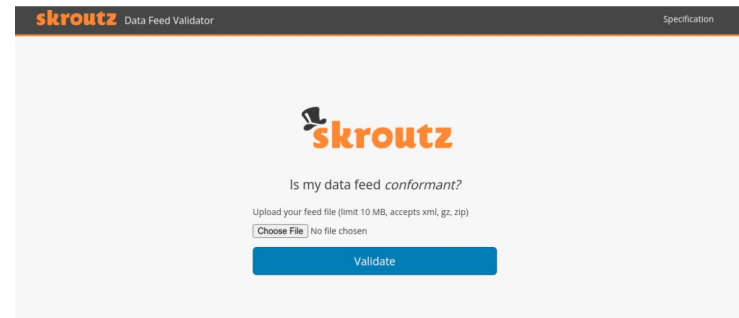 skroutz Data Feed Validator Specification
skroutz
Is my data feed conformant?
Upload your feed file (limit 10 MB, accepts xml, gz, zip)
Choose File No file chosen
Validate